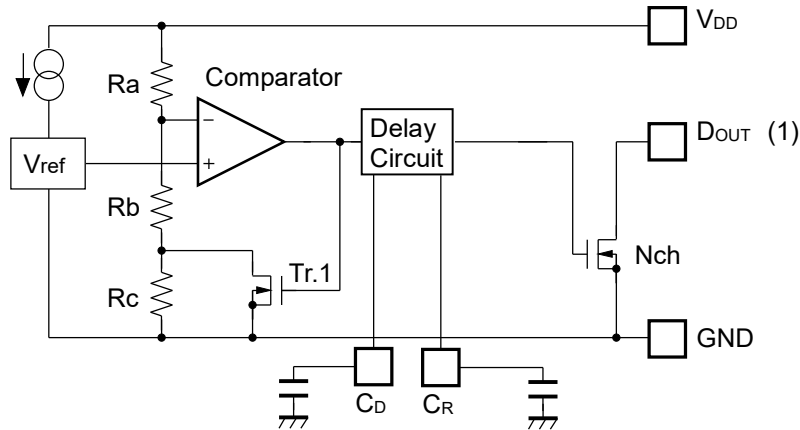 VDD
Ra
Comparator
−
+
Vref
Delay
Circuit
DOUT (1)
Rb
Nch
Tr.1
Rc
GND
CD
CR